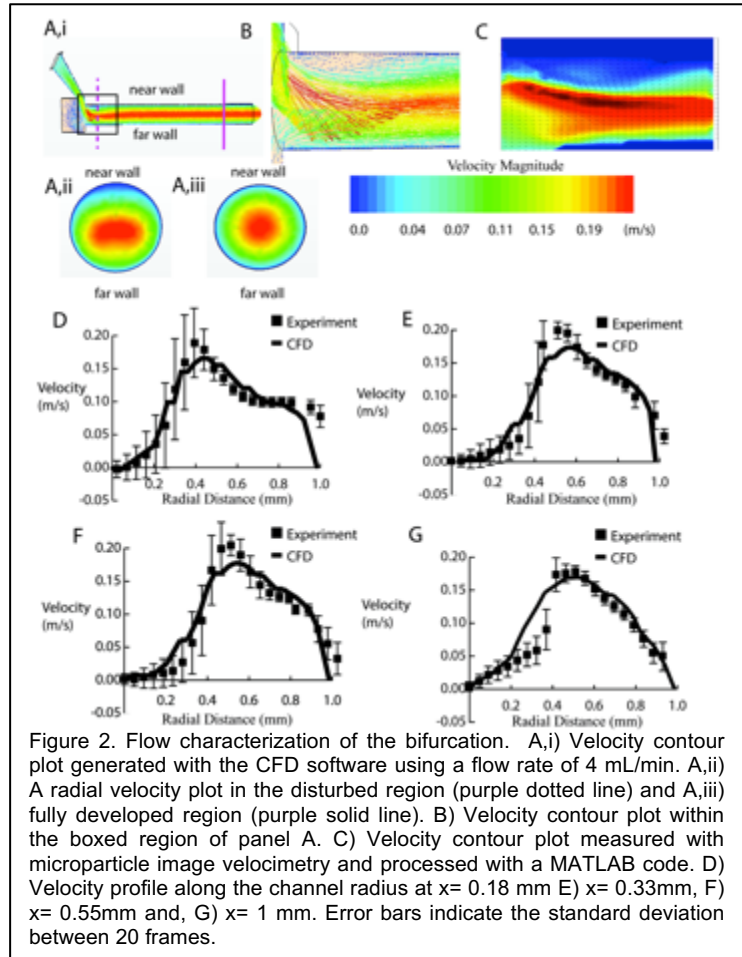 A,i
B
C
near wall
far wall
Velocity Magnitude
0.0 0.04 0.07 0.11 0.15 0.19 (m/s)
A,ii
near wall
far wall
A,iii
near wall
far wall
D
Experiment
CFD
Velocity
(m/s)
0.20
0.15
0.10
0.05
0.00
-0.05
0.2 0.4 0.6 0.8 1.0
Radial Distance (mm)
E
Experiment
CFD
Velocity
(m/s)
0.20
0.15
0.10
0.05
0.00
-0.05
0.2 0.4 0.6 0.8 1.0
Radial Distance (mm)
F
Experiment
CFD
Velocity
(m/s)
0.20
0.15
0.10
0.05
0.00
-0.05
0.0 0.2 0.4 0.6 0.8 1.0
Radial Distance (mm)
G
Experiment
CFD
Velocity
(m/s)
0.20
0.15
0.10
0.05
0.00
-0.05
0.0 0.2 0.4 0.6 0.8 1.0
Radial Distance (mm)
Figure 2. Flow characterization of the bifurcation. A,i) Velocity contour
plot generated with the CFD software using a flow rate of 4 mL/min. A,ii)
A radial velocity plot in the disturbed region (purple dotted line) and A,iii)
fully developed region (purple solid line). B) Velocity contour plot within
the boxed region of panel A. C) Velocity contour plot measured with
microparticle image velocimetry and processed with a MATLAB code. D)
Velocity profile along the channel radius at x= 0.18 mm E) x= 0.33mm, F)
x= 0.55mm and, G) x= 1 mm. Error bars indicate the standard deviation
between 20 frames.